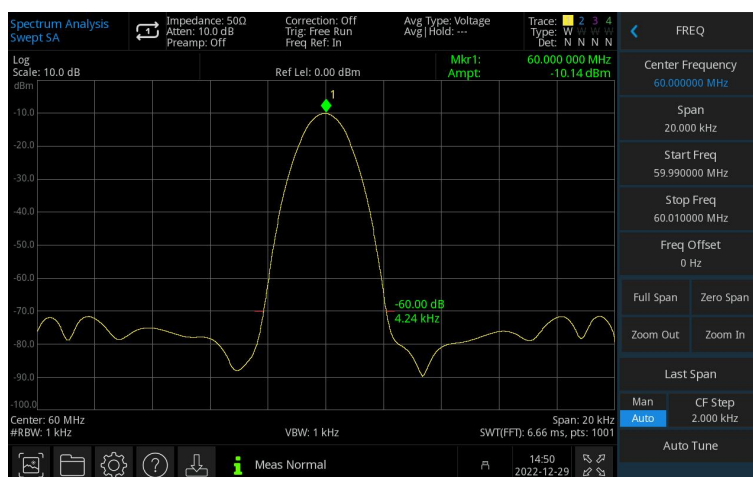 Spectrum Analysis
Swept SA
1
Impedance: 50Ω
Atten: 10.0 dB
Preamp: Off
Correction: Off
Trig: Free Run
Freq Ref: In
Avg Type: Voltage
Avg|Hold: ---
Trace: 2 3 4
Type: W W W W
Det: N N N N
FREQ
Log
Scale: 10.0 dB
Ref Lel: 0.00 dBm
Mkr1: 60.000 000 MHz
Ampt: -10.14 dBm
dBm
1
-10.0
-20.0
-30.0
-40.0
-50.0
-60.0
-70.0
-80.0
-90.0
-100.0
-60.00 dB
4.24 kHz
Center: 60 MHz
Span: 20 kHz
#RBW: 1 kHz
VBW: 1 kHz
SWT(FFT): 6.66 ms, pts: 1001
Center Frequency
60.000000 MHz
Span
20.000 kHz
Start Freq
59.990000 MHz
Stop Freq
60.010000 MHz
Freq Offset
0 Hz
Full Span
Zero Span
Zoom Out
Zoom In
Last Span
Man
Auto
CF Step
2.000 kHz
Auto Tune
Meas Normal
14:50
2022-12-29